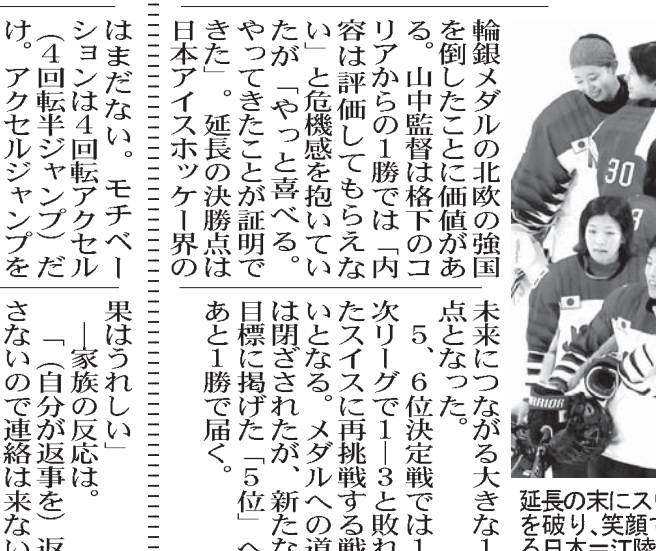 輪銀メダルの北欧の強国
を倒したことに価値があ
る。山中監督は格下のコ
リアからの1勝では「内
容は評価してもらえな
い」と危機感を抱いてい
たが「やっと喜べる。
やってきたことが証明で
きた」。延長の決勝点は
日本アイスホッケー界の
未来につながる大きな1
点となった。
5、6位決定戦では1
次リーグで1―3と敗れ
たスイスに再挑戦する戦
いとなる。メダルへの道
は閉ざされたが、新たな
目標に掲げた「5位」へ
あと1勝で届く。
延長の末にス
を破り、笑顔で
る日本＝江陵
30
はまだない。モチベー
ションは4回転アクセル
（4回転半ジャンプ）だ
け。アクセルジャンプを
果はうれしい」
―家族の反応は。
「（自分が返事を）返
さないので連絡は来ない